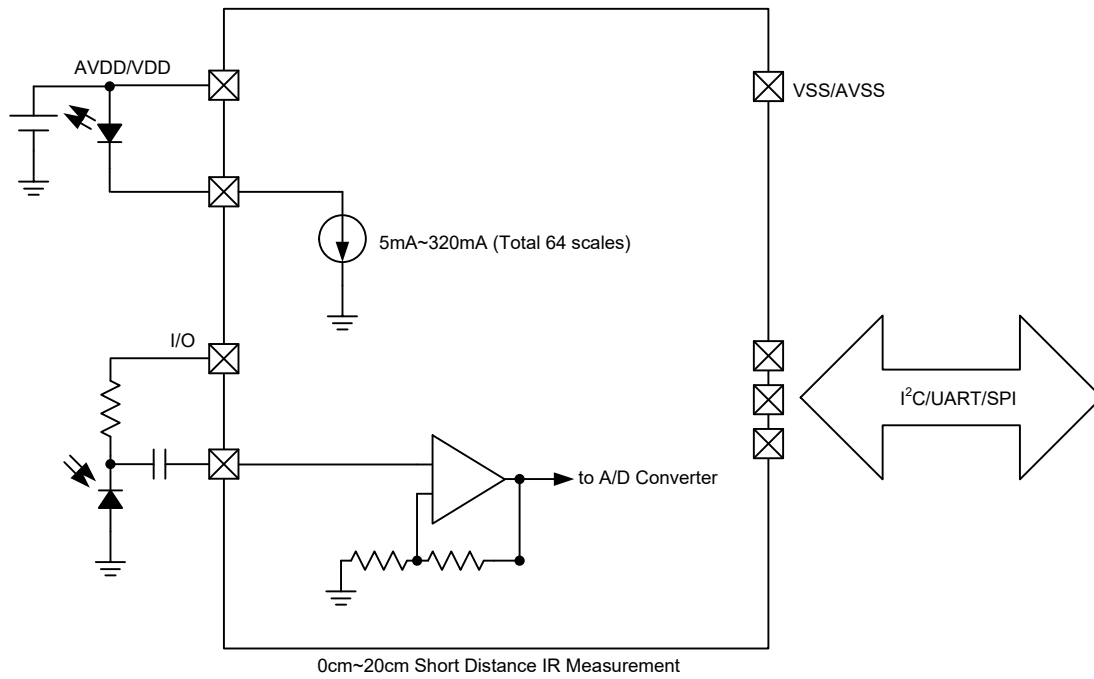 AVDD/VDD
VSS/AVSS
5mA~320mA (Total 64 scales)
I/O
I²C/UART/SPI
to A/D Converter
0cm~20cm Short Distance IR Measurement